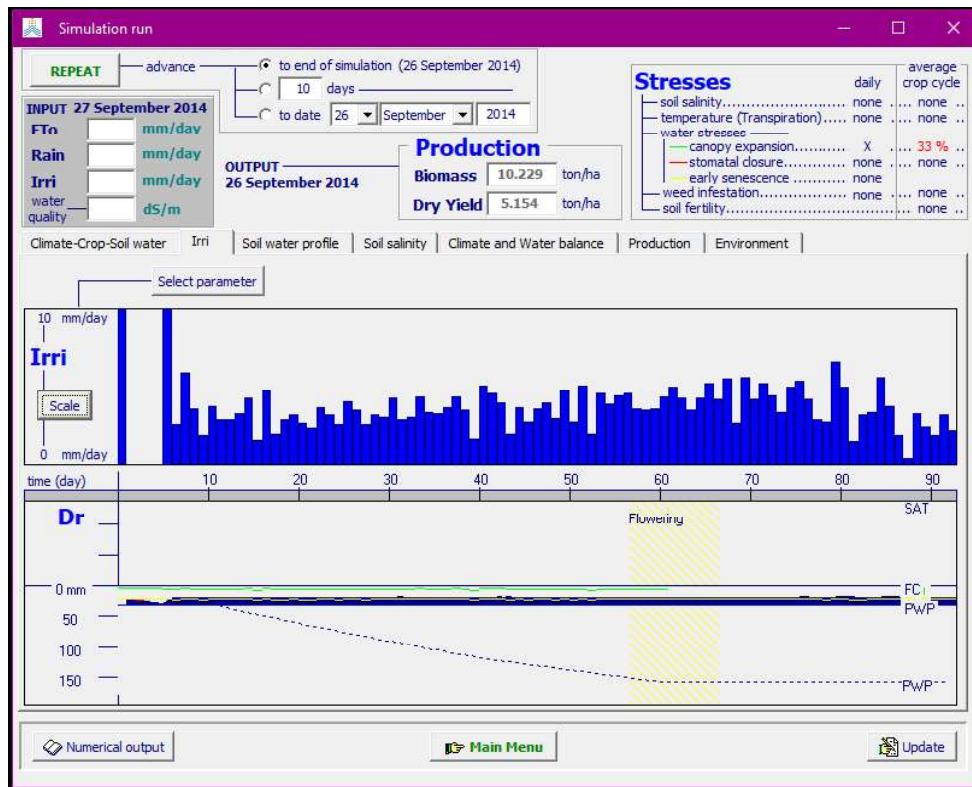 Simulation run
REPEAT
advance
to end of simulation (26 September 2014)
10 days
to date 26 September 2014
INPUT 27 September 2014
ETo mm/day
Rain mm/day
Irri mm/day
water quality dS/m
OUTPUT
26 September 2014
Production
Biomass 10.229 ton/ha
Dry Yield 5.154 ton/ha
Stresses daily average crop cycle
soil salinity............................ none .... none ..
temperature (Transpiration)..... none .... none ..
water stresses
canopy expansion............ X .... 33 % ..
stomatal closure............... none .... none ..
early senescence ............ none
weed infestation..................... none .... none ..
soil fertility........................................... none ..
Climate-Crop-Soil water Irri Soil water profile Soil salinity Climate and Water balance Production Environment
Select parameter
10 mm/day
Irri
Scale
0 mm/day
time (day) 10 20 30 40 50 60 70 80 90
Dr
SAT
Flowering
0 mm
FC
PWP
50
100
150
PWP
Numerical output
Main Menu
Update